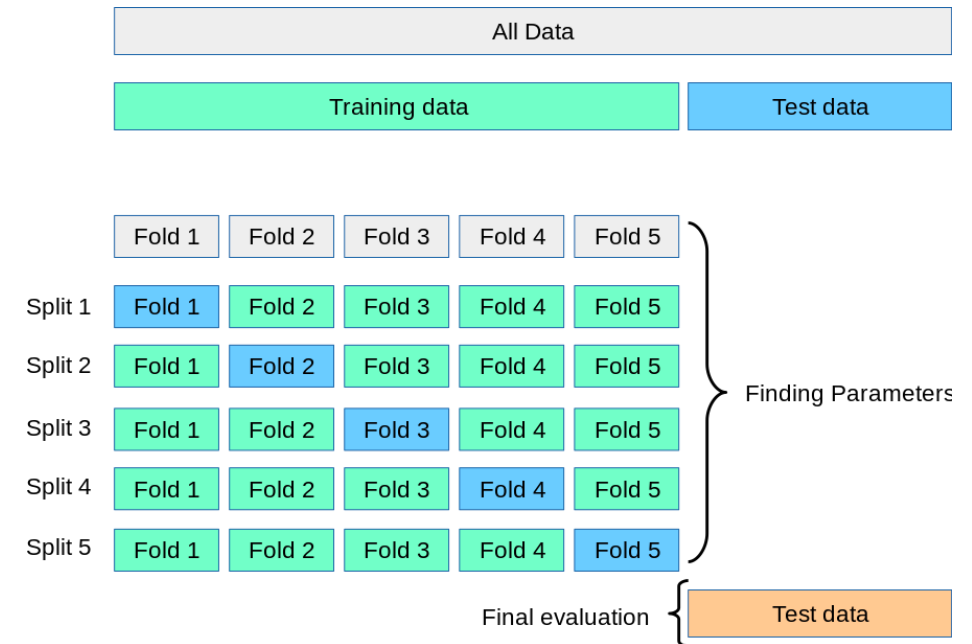 All Data
Training data Test data
Fold 1 Fold 2 Fold 3 Fold 4 Fold 5
Split 1 Fold 1 Fold 2 Fold 3 Fold 4 Fold 5
Split 2 Fold 1 Fold 2 Fold 3 Fold 4 Fold 5
Finding Parameters
Split 3 Fold 1 Fold 2 Fold 3 Fold 4 Fold 5
Split 4 Fold 1 Fold 2 Fold 3 Fold 4 Fold 5
Split 5 Fold 1 Fold 2 Fold 3 Fold 4 Fold 5
Final evaluation Test data